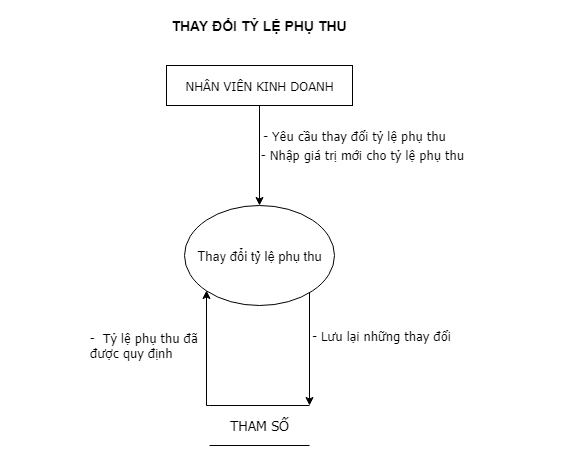 THAY ĐỔI TỶ LỆ PHỤ THU
NHÂN VIÊN KINH DOANH
- Yêu cầu thay đổi tỷ lệ phụ thu
- Nhập giá trị mới cho tỷ lệ phụ thu
Thay đổi tỷ lệ phụ thu
- Tỷ lệ phụ thu đã
được quy định
- Lưu lại những thay đổi
THAM SỐ